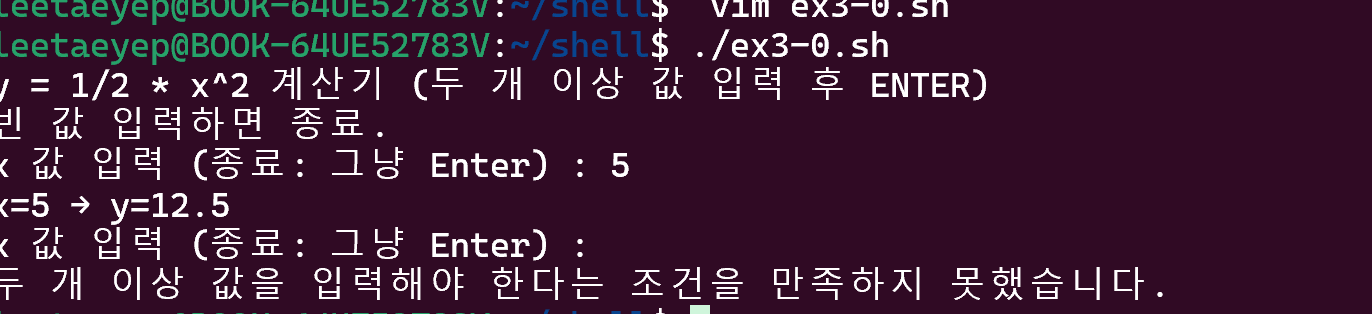 leetaeyep@BOOK-64UE52783V:~/shell$ vim ex3-0.sh
leetaeyep@BOOK-64UE52783V:~/shell$ ./ex3-0.sh
y = 1/2 * x^2 계산기 (두 개 이상 값 입력 후 ENTER)
빈 값 입력하면 종료.
x 값 입력 (종료: 그냥 Enter) : 5
x=5 → y=12.5
x 값 입력 (종료: 그냥 Enter) :
두 개 이상 값을 입력해야 한다는 조건을 만족하지 못했습니다.
leetaeyep@BOOK-64UE52783V:~/shell$